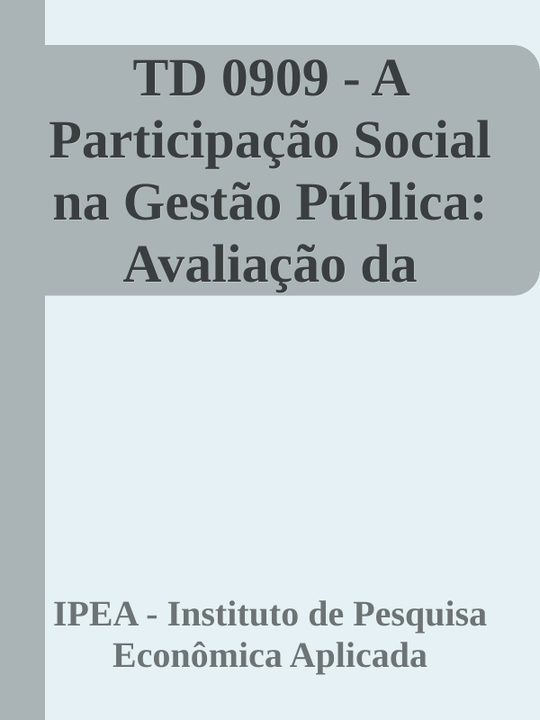 TD 0909 - A
Participação Social
na Gestão Pública:
Avaliação da
IPEA - Instituto de Pesquisa
Econômica Aplicada